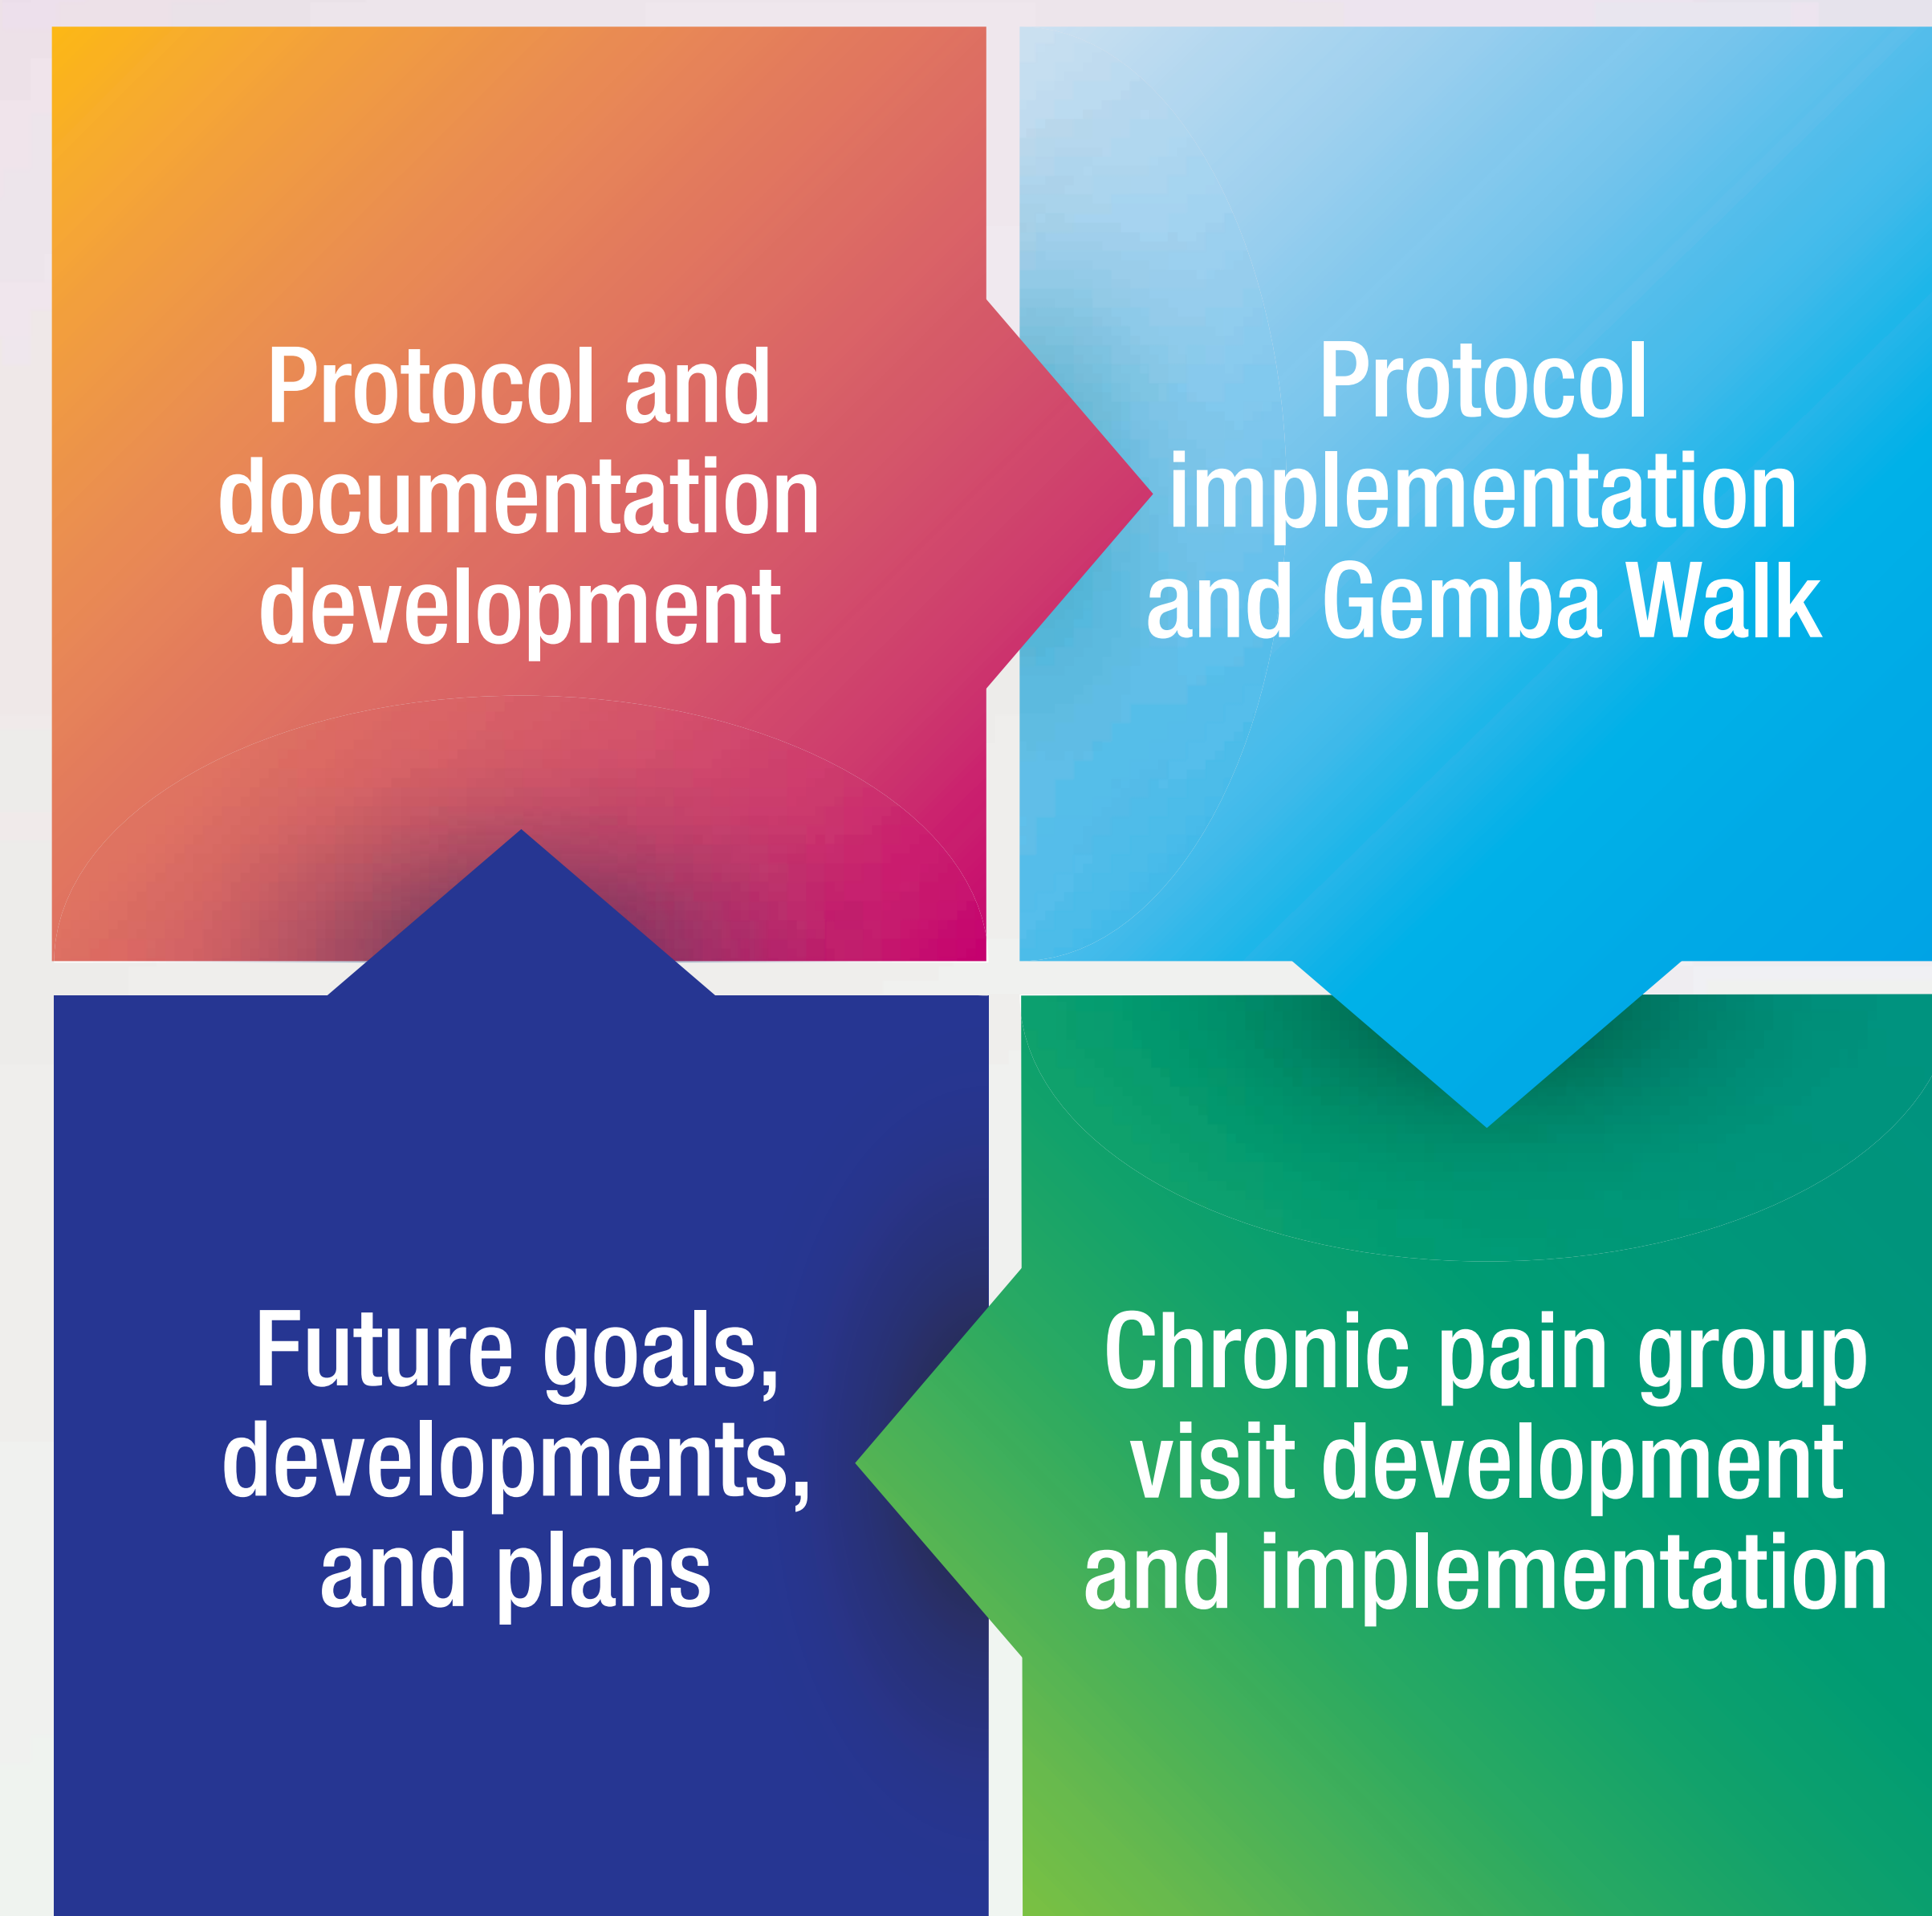 Protocol and
documentation
development
Protocol
implementation
and Gemba Walk
Future goals,
developments,
and plans
Chronic pain group
visit development
and implementation